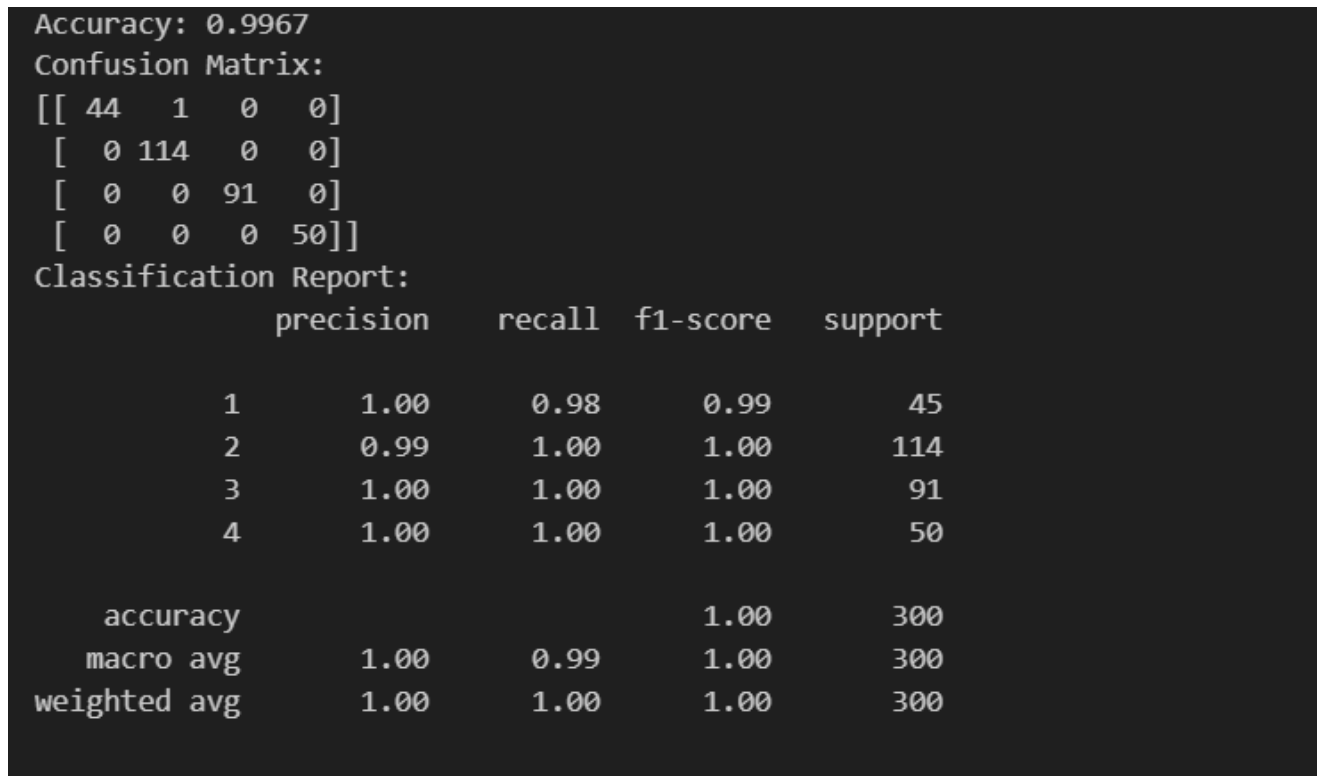 Accuracy: 0.9967
Confusion Matrix:
[[ 44   1   0   0]
 [  0 114   0   0]
 [  0   0  91   0]
 [  0   0   0  50]]
Classification Report:
              precision    recall  f1-score   support

           1       1.00      0.98      0.99        45
           2       0.99      1.00      1.00       114
           3       1.00      1.00      1.00        91
           4       1.00      1.00      1.00        50

    accuracy                           1.00       300
   macro avg       1.00      0.99      1.00       300
weighted avg       1.00      1.00      1.00       300